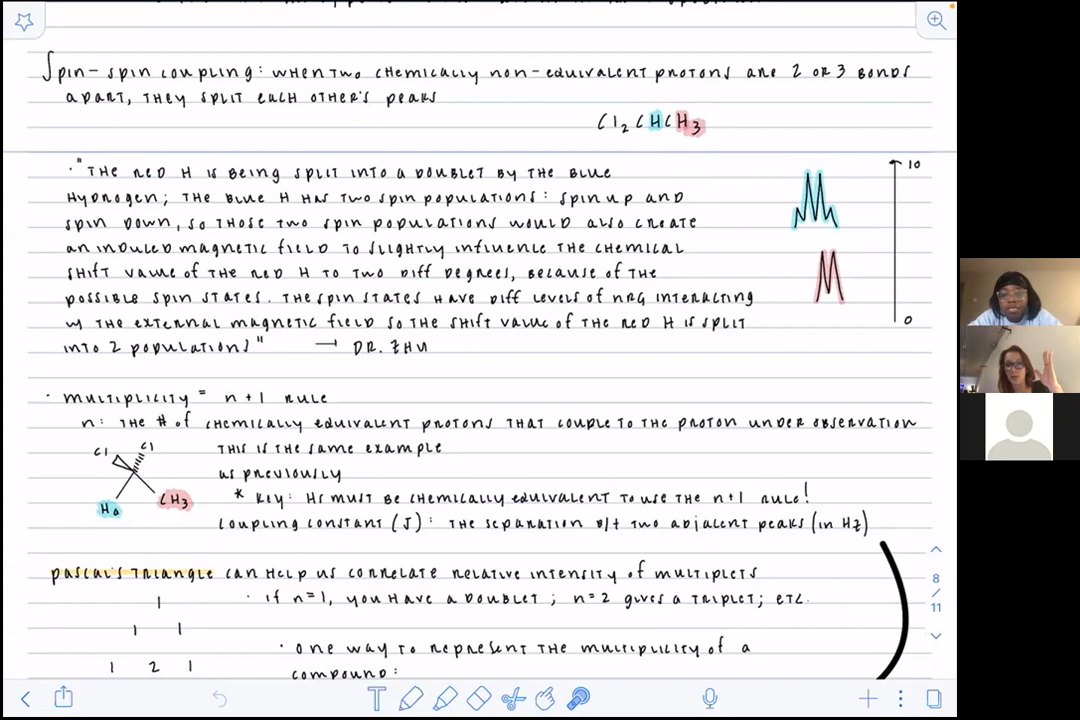 Spin-spin coupling: when two chemically non-equivalent protons are 2 or 3 bonds
apart, they split each other's peaks
Cl2CHCH3
10
• "The red H is being split into a doublet by the blue
Hydrogen; the blue H has two spin populations: spin up and
spin down, so those two spin populations would also create
an induced magnetic field to slightly influence the chemical
shift value of the red H to two diff degrees, because of the
possible spin states. The spin states have diff levels of NRG interacting
w/ the external magnetic field so the shift value of the red H is split
into 2 populations" → Dr. Zhu
0
• multiplicity = n+1 rule
n: the # of chemically equivalent protons that couple to the proton under observation
Cl Cl This is the same example
as previously
Ha CH3 * Key: Hs must be chemically equivalent to use the n+1 rule!
coupling constant (J): the separation b/t two adjacent peaks (in Hz)
Pascal's triangle can help us correlate relative intensity of multiplets
1 • if n=1, you have a doublet; n=2 gives a triplet; etc.
1 1
• one way to represent the multiplicity of a
1 2 1
compound:
8
/
11
T